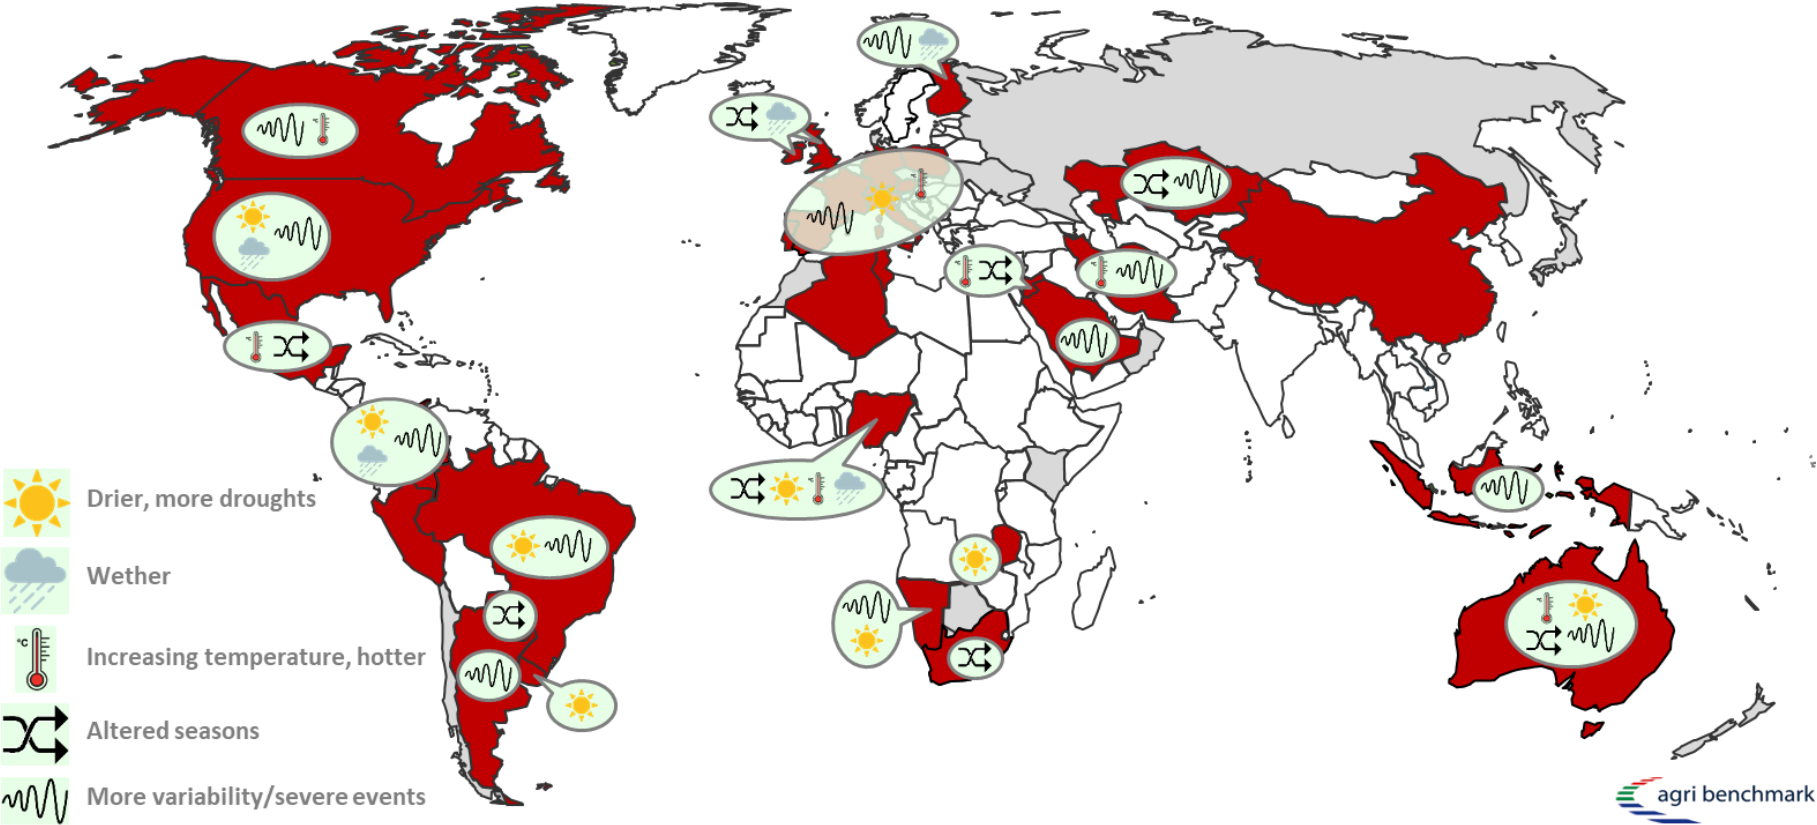 Drier, more droughts
Wether
°C
Increasing temperature, hotter
Altered seasons
More variability/severe events
agri benchmark